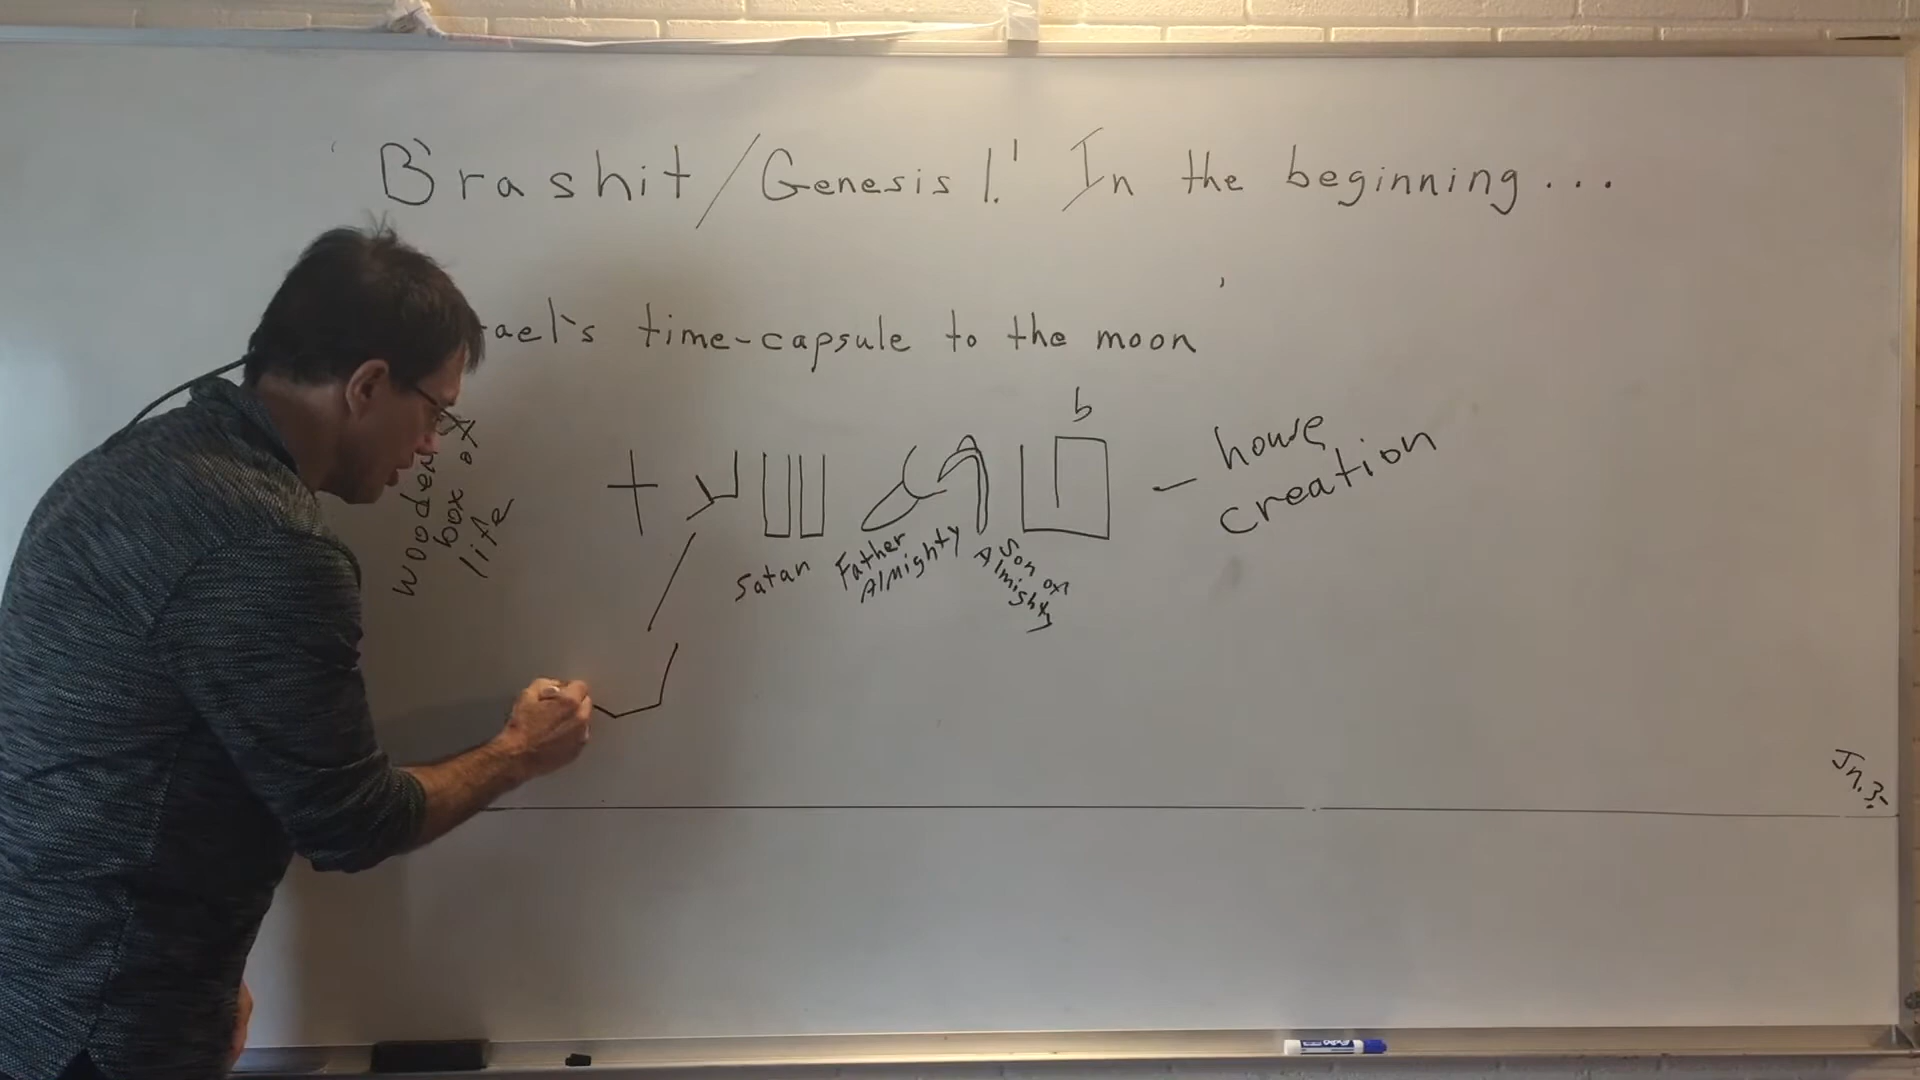 'B'rashit/Genesis 1:1 In the beginning...
ael's time-capsule to the moon'
b
house
creation
Wooden
box of
life
Satan
Father
Almighty
Son of
Almighty
Jn. 3: